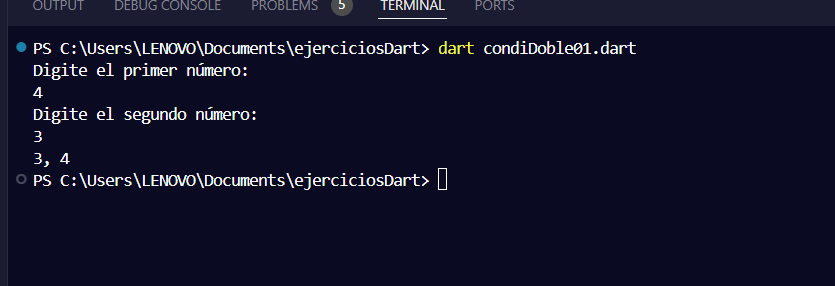 OUTPUT DEBUG CONSOLE PROBLEMS 5 TERMINAL PORTS
PS C:\Users\LENOVO\Documents\ejerciciosDart> dart condiDoble01.dart
Digite el primer número:
4
Digite el segundo número:
3
3, 4
PS C:\Users\LENOVO\Documents\ejerciciosDart>